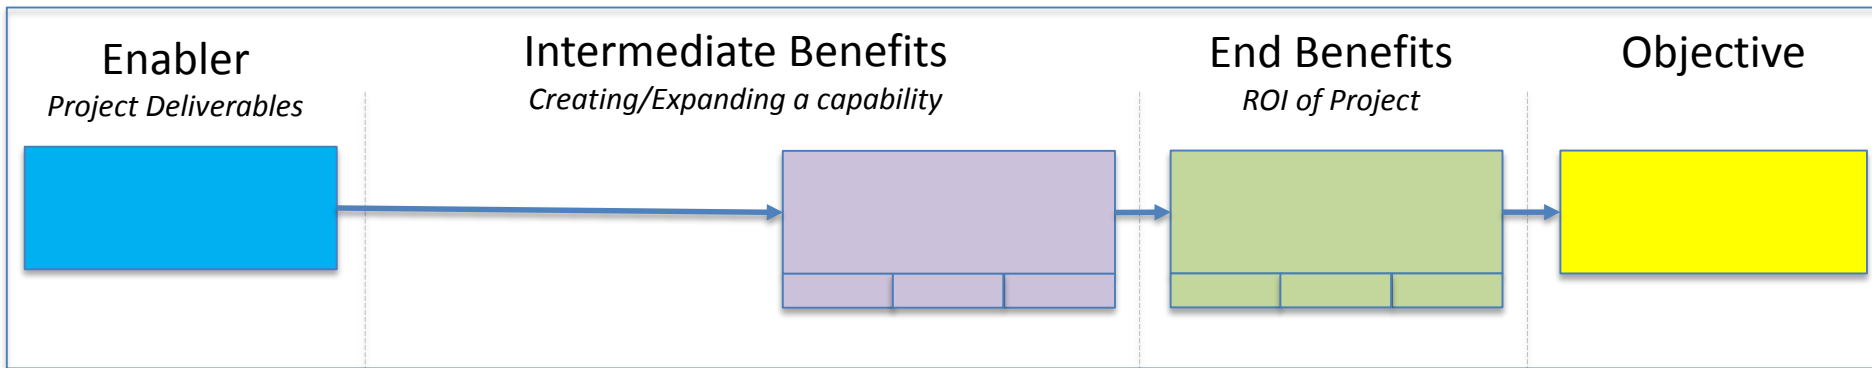 Enabler
Project Deliverables
Intermediate Benefits
Creating/Expanding a capability
End Benefits
ROI of Project
Objective